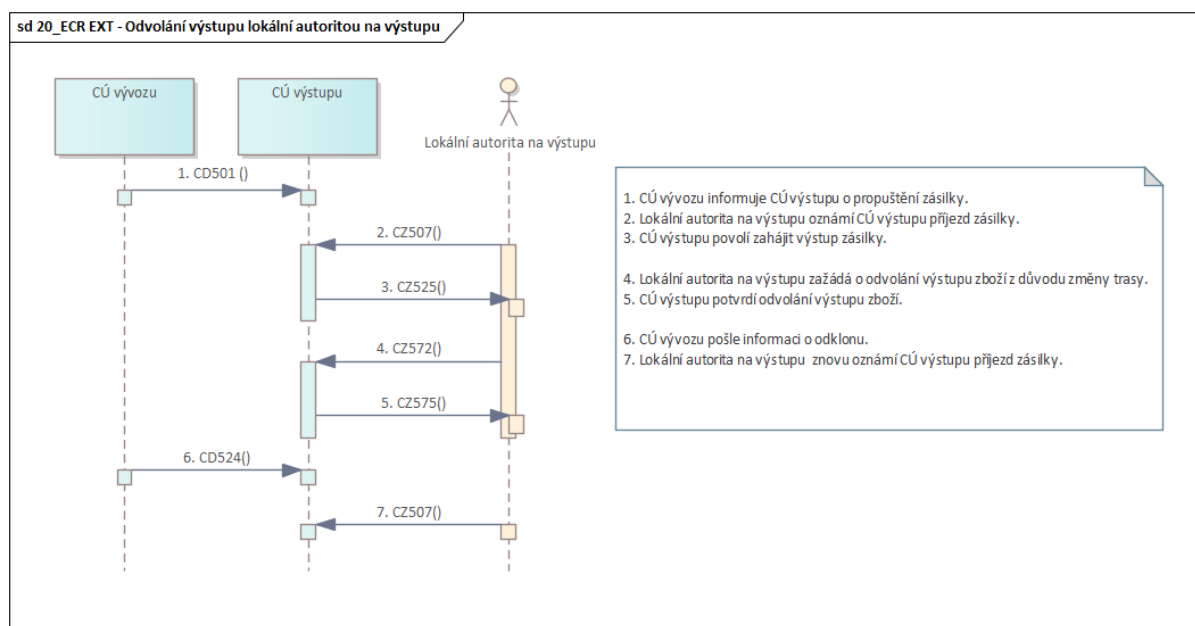 sd 20_ECR EXT - Odvolání výstupu lokální autoritou na výstupu
CÚ vývozu
CÚ výstupu
Lokální autorita na výstupu
1. CD501 ()
2. CZ507()
3. CZ525()
4. CZ572()
5. CZ575()
6. CD524()
7. CZ507()
1. CÚ vývozu informuje CÚ výstupu o propuštění zásilky.
2. Lokální autorita na výstupu oznámí CÚ výstupu příjezd zásilky.
3. CÚ výstupu povolí zahájit výstup zásilky.
4. Lokální autorita na výstupu zažádá o odvolání výstupu zboží z důvodu změny trasy.
5. CÚ výstupu potvrdí odvolání výstupu zboží.
6. CÚ vývozu pošle informaci o odklonu.
7. Lokální autorita na výstupu  znovu oznámí CÚ výstupu příjezd zásilky.